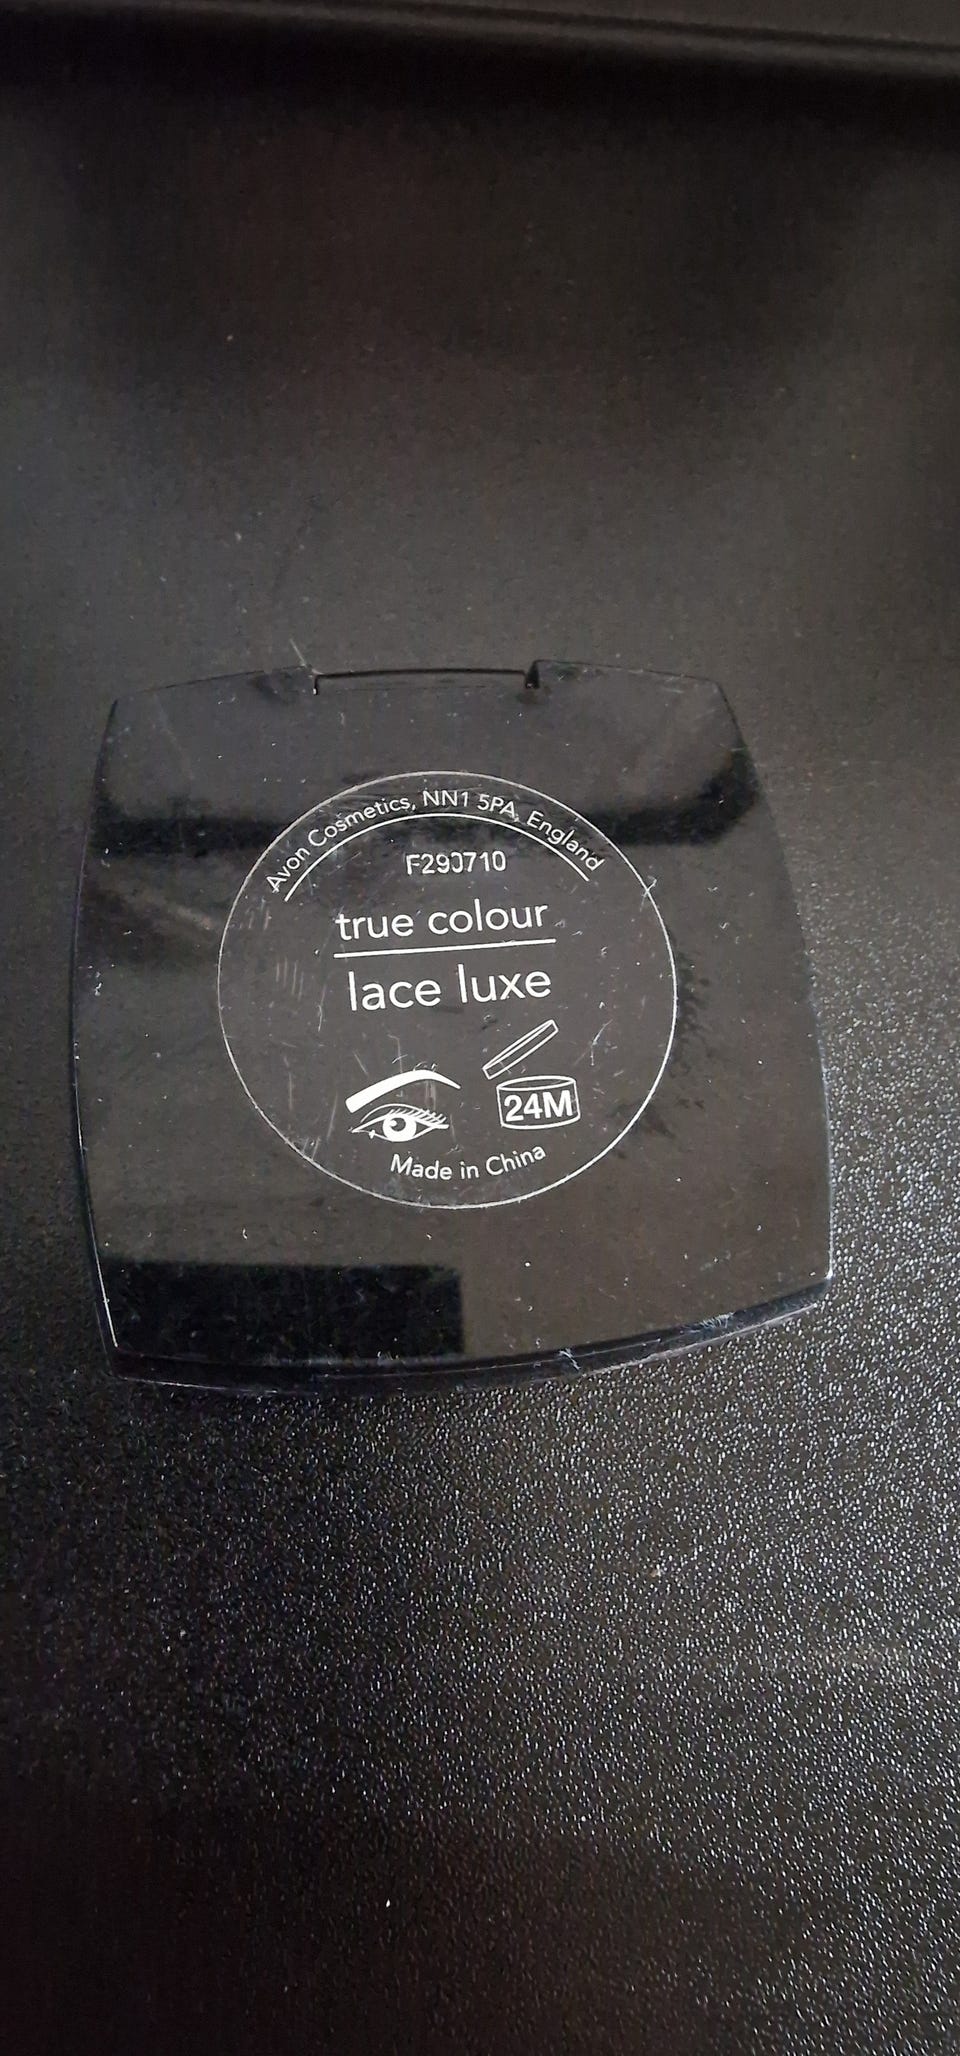 Avon Cosmetics, NN1 5PA, England
F290710
true colour
lace luxe
24M
Made in China